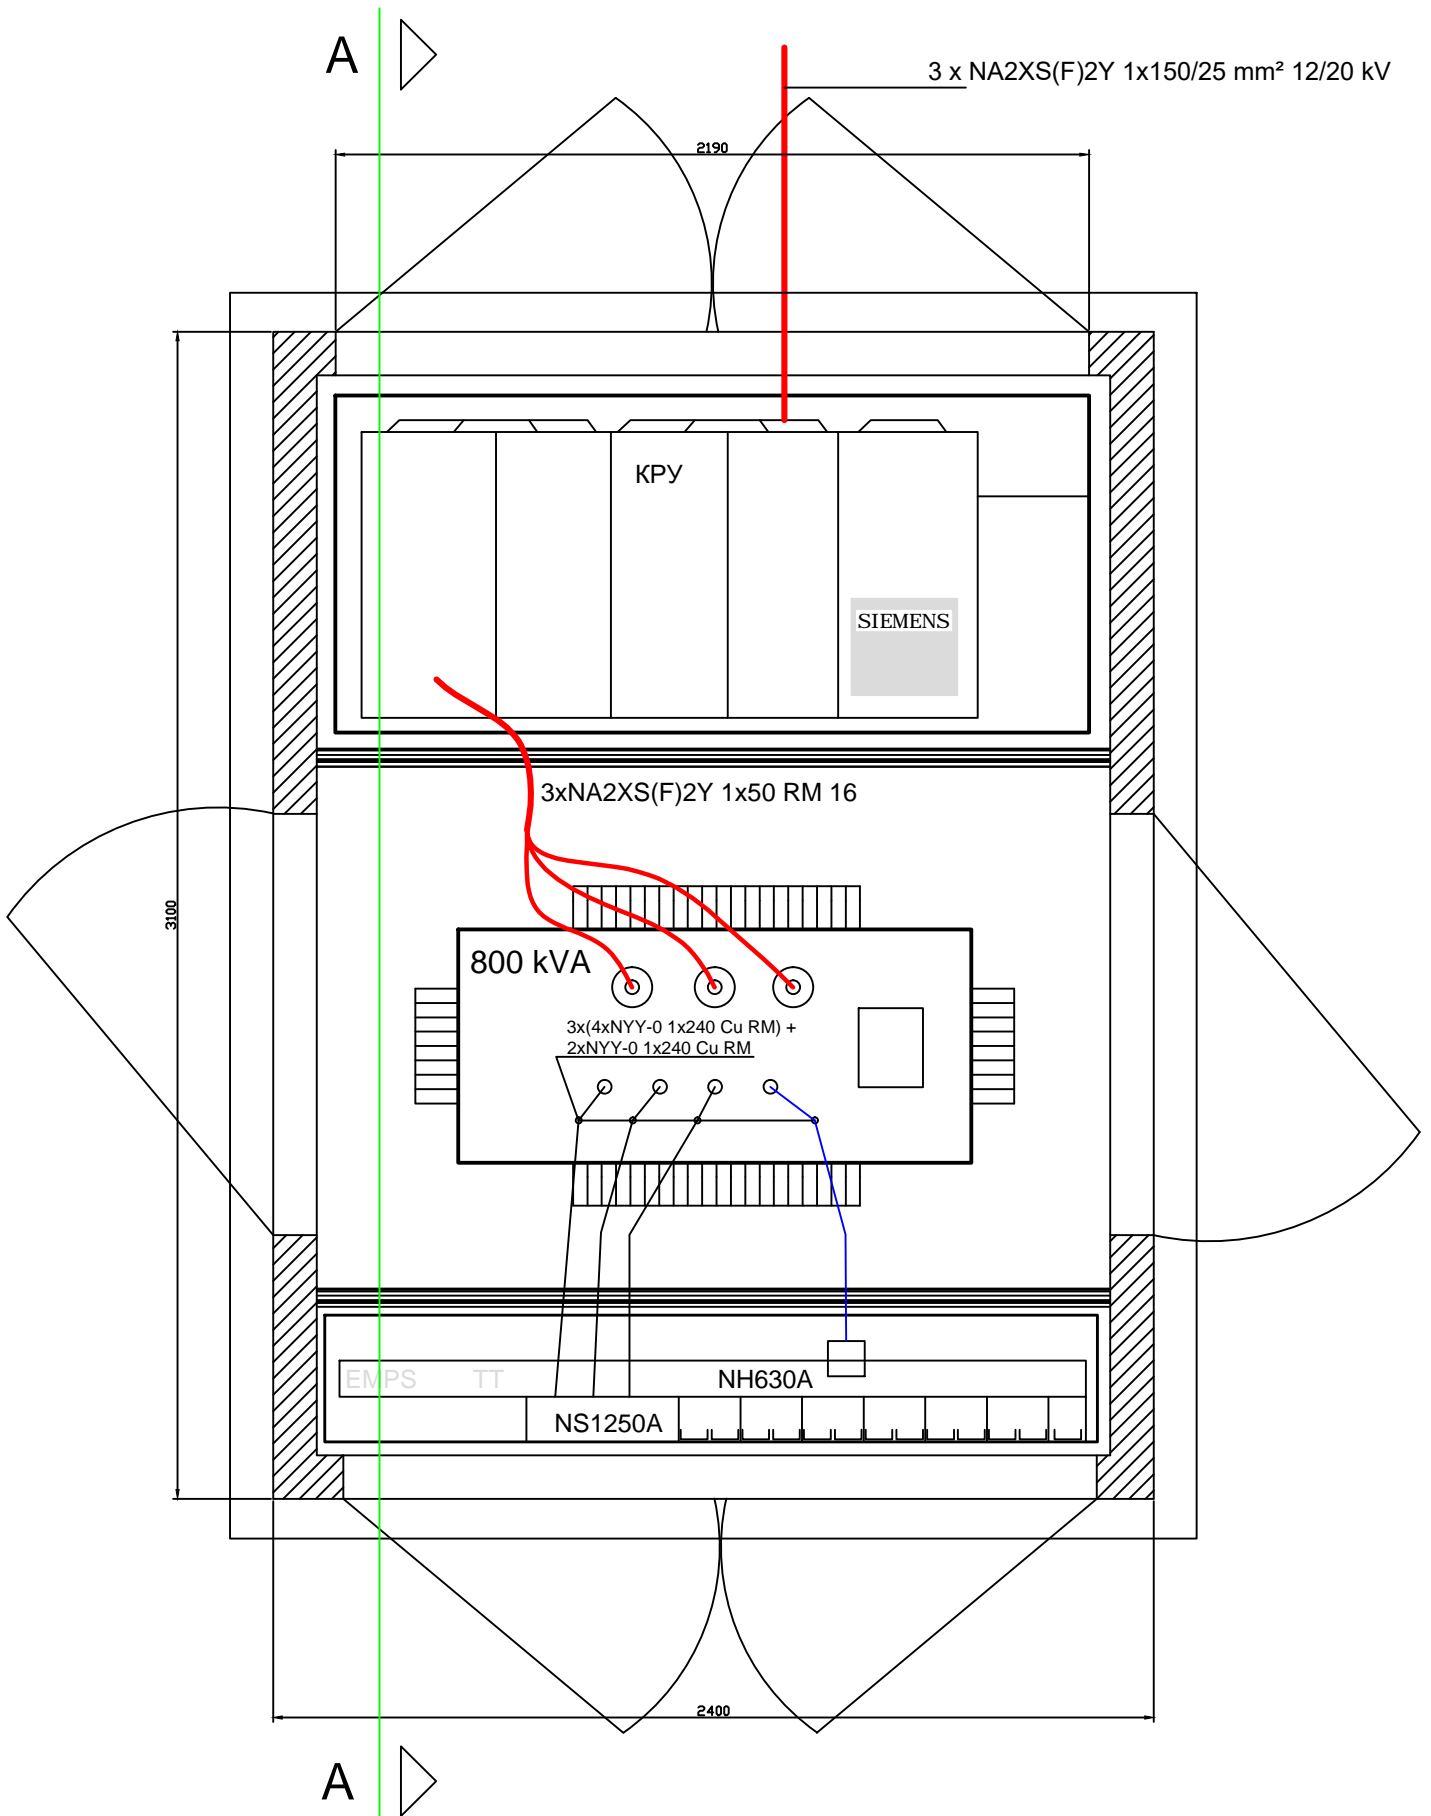 A
3 x NA2XS(F)2Y 1x150/25 mm² 12/20 kV
2190
КРУ
SIEMENS
3xNA2XS(F)2Y 1x50 RM 16
3100
800 kVA
3x(4xNYY-0 1x240 Cu RM) +
2xNYY-0 1x240 Cu RM
EMPS TT NH630A
NS1250A
2400
A